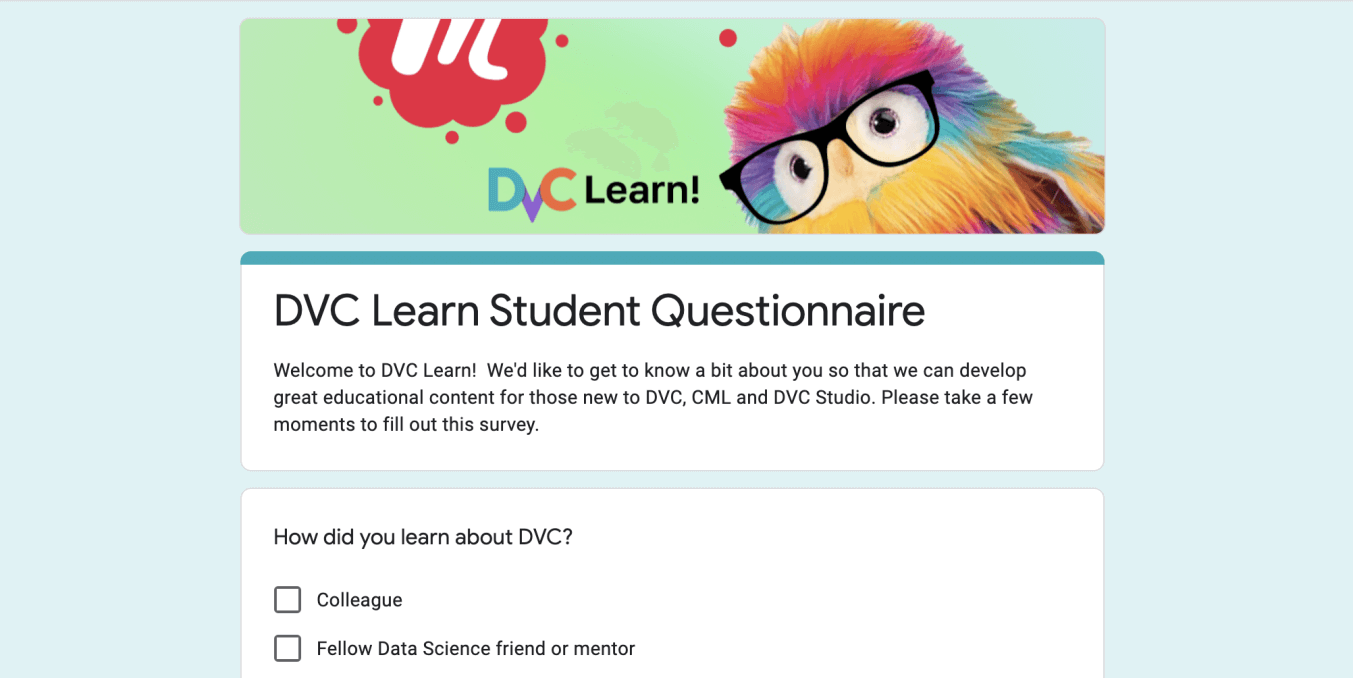 m
DVC Learn!
DVC Learn Student Questionnaire
Welcome to DVC Learn!  We'd like to get to know a bit about you so that we can develop
great educational content for those new to DVC, CML and DVC Studio. Please take a few
moments to fill out this survey.
How did you learn about DVC?
Colleague
Fellow Data Science friend or mentor